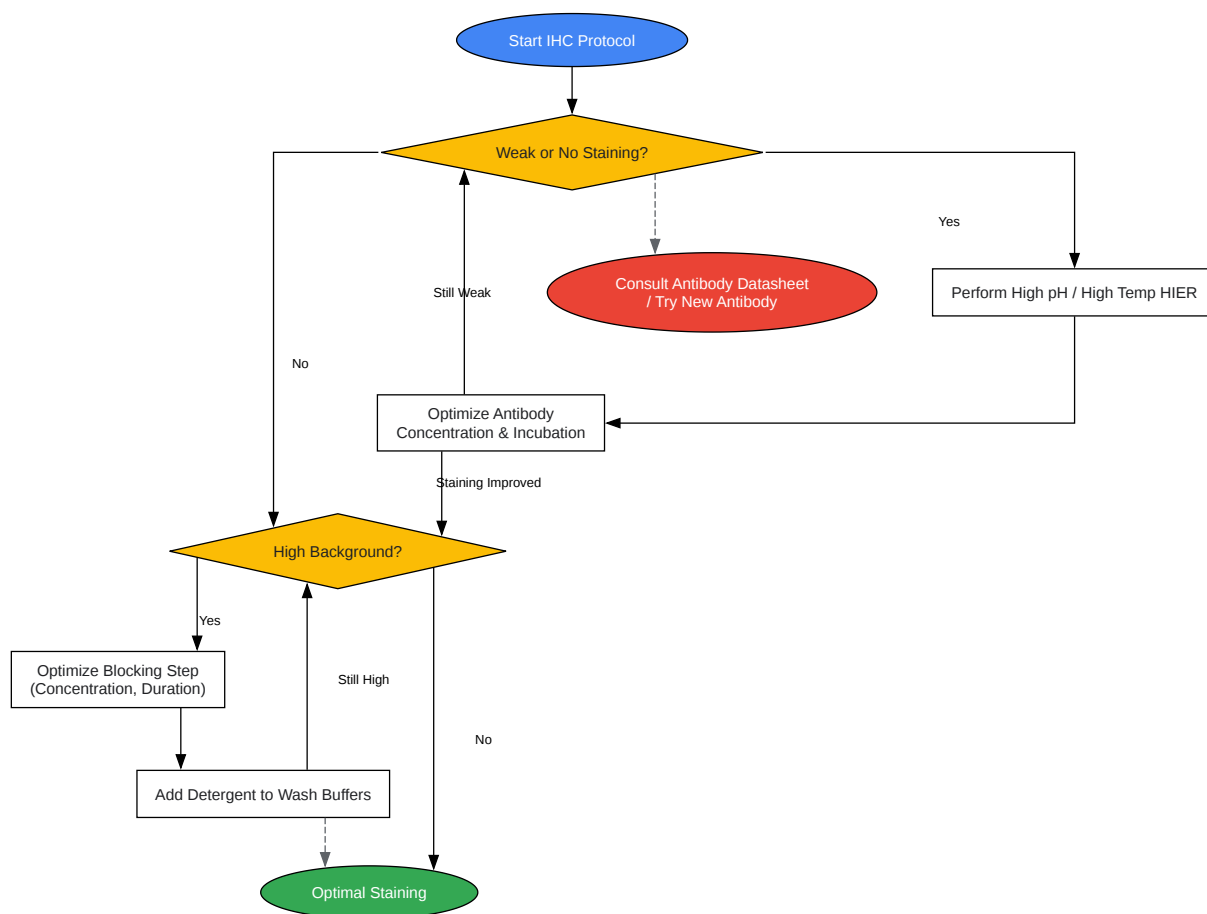 Start IHC Protocol
Weak or No Staining?
Yes
Consult Antibody Datasheet
/ Try New Antibody
Perform High pH / High Temp HIER
Still Weak
No
Optimize Antibody
Concentration & Incubation
Staining Improved
High Background?
Yes
Optimize Blocking Step
(Concentration, Duration)
Still High
No
Add Detergent to Wash Buffers
Optimal Staining